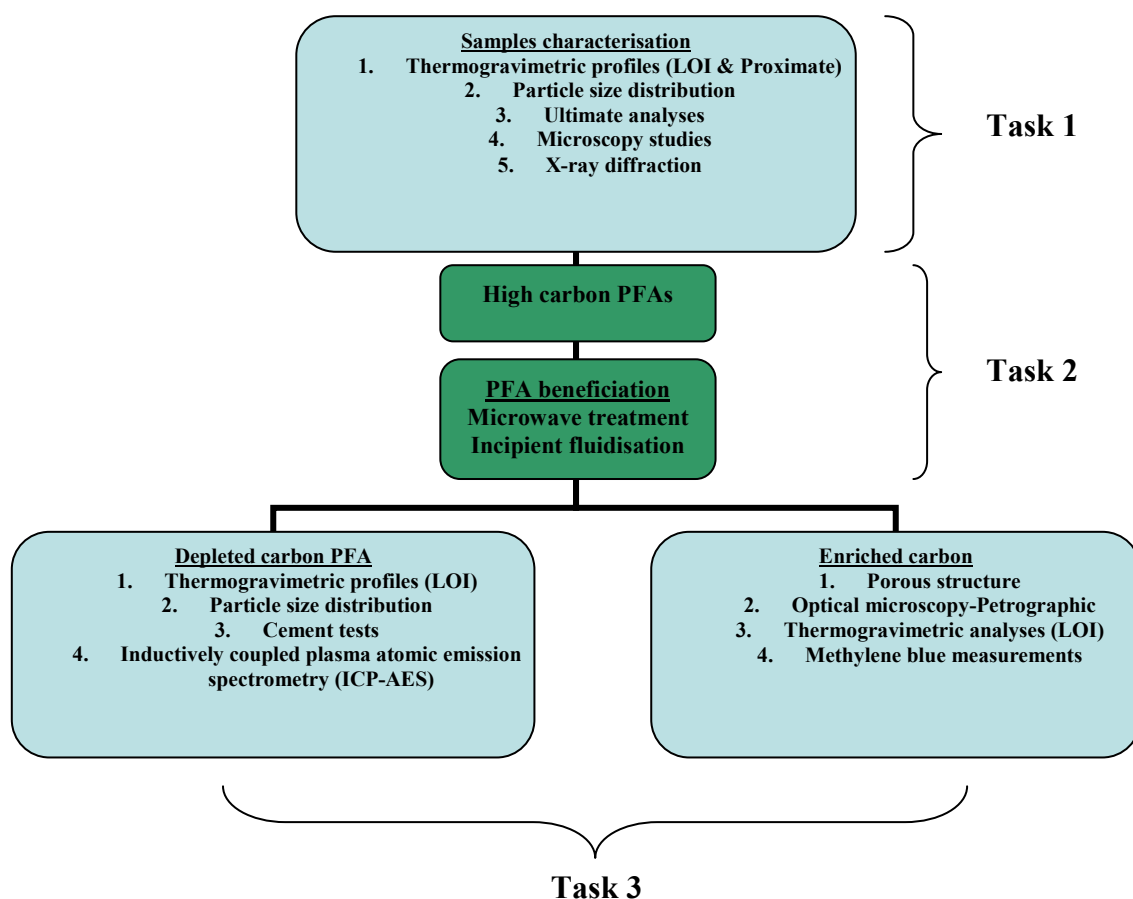 Samples characterisation
1. Thermogravimetric profiles (LOI & Proximate)
2. Particle size distribution
3. Ultimate analyses
4. Microscopy studies
5. X-ray diffraction
Task 1
High carbon PFAs
PFA beneficiation
Microwave treatment
Incipient fluidisation
Task 2
Depleted carbon PFA
1. Thermogravimetric profiles (LOI)
2. Particle size distribution
3. Cement tests
4. Inductively coupled plasma atomic emission
spectrometry (ICP-AES)
Enriched carbon
1. Porous structure
2. Optical microscopy-Petrographic
3. Thermogravimetric analyses (LOI)
4. Methylene blue measurements
Task 3